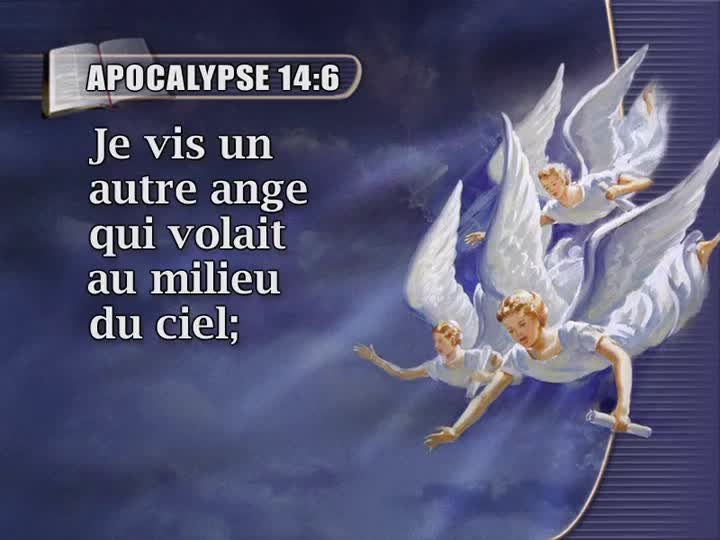 APOCALYPSE 14:6
Je vis un
autre ange
qui volait
au milieu
du ciel;